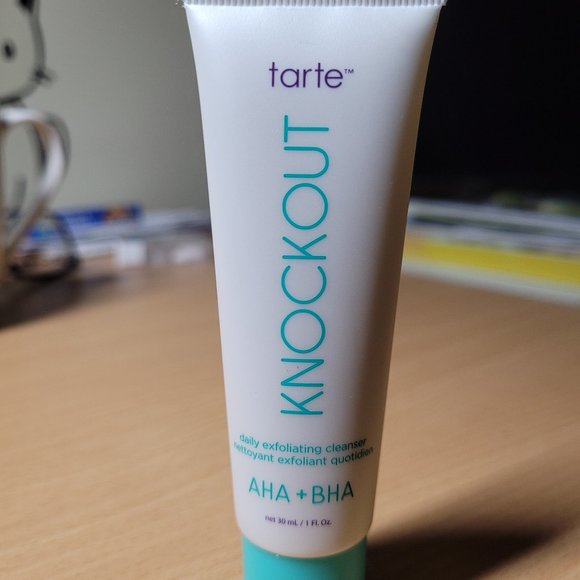 tarte™
KNOCKOUT
daily exfoliating cleanser
nettoyant exfoliant quotidien
AHA + BHA
net 30 mL / 1 Fl. Oz.